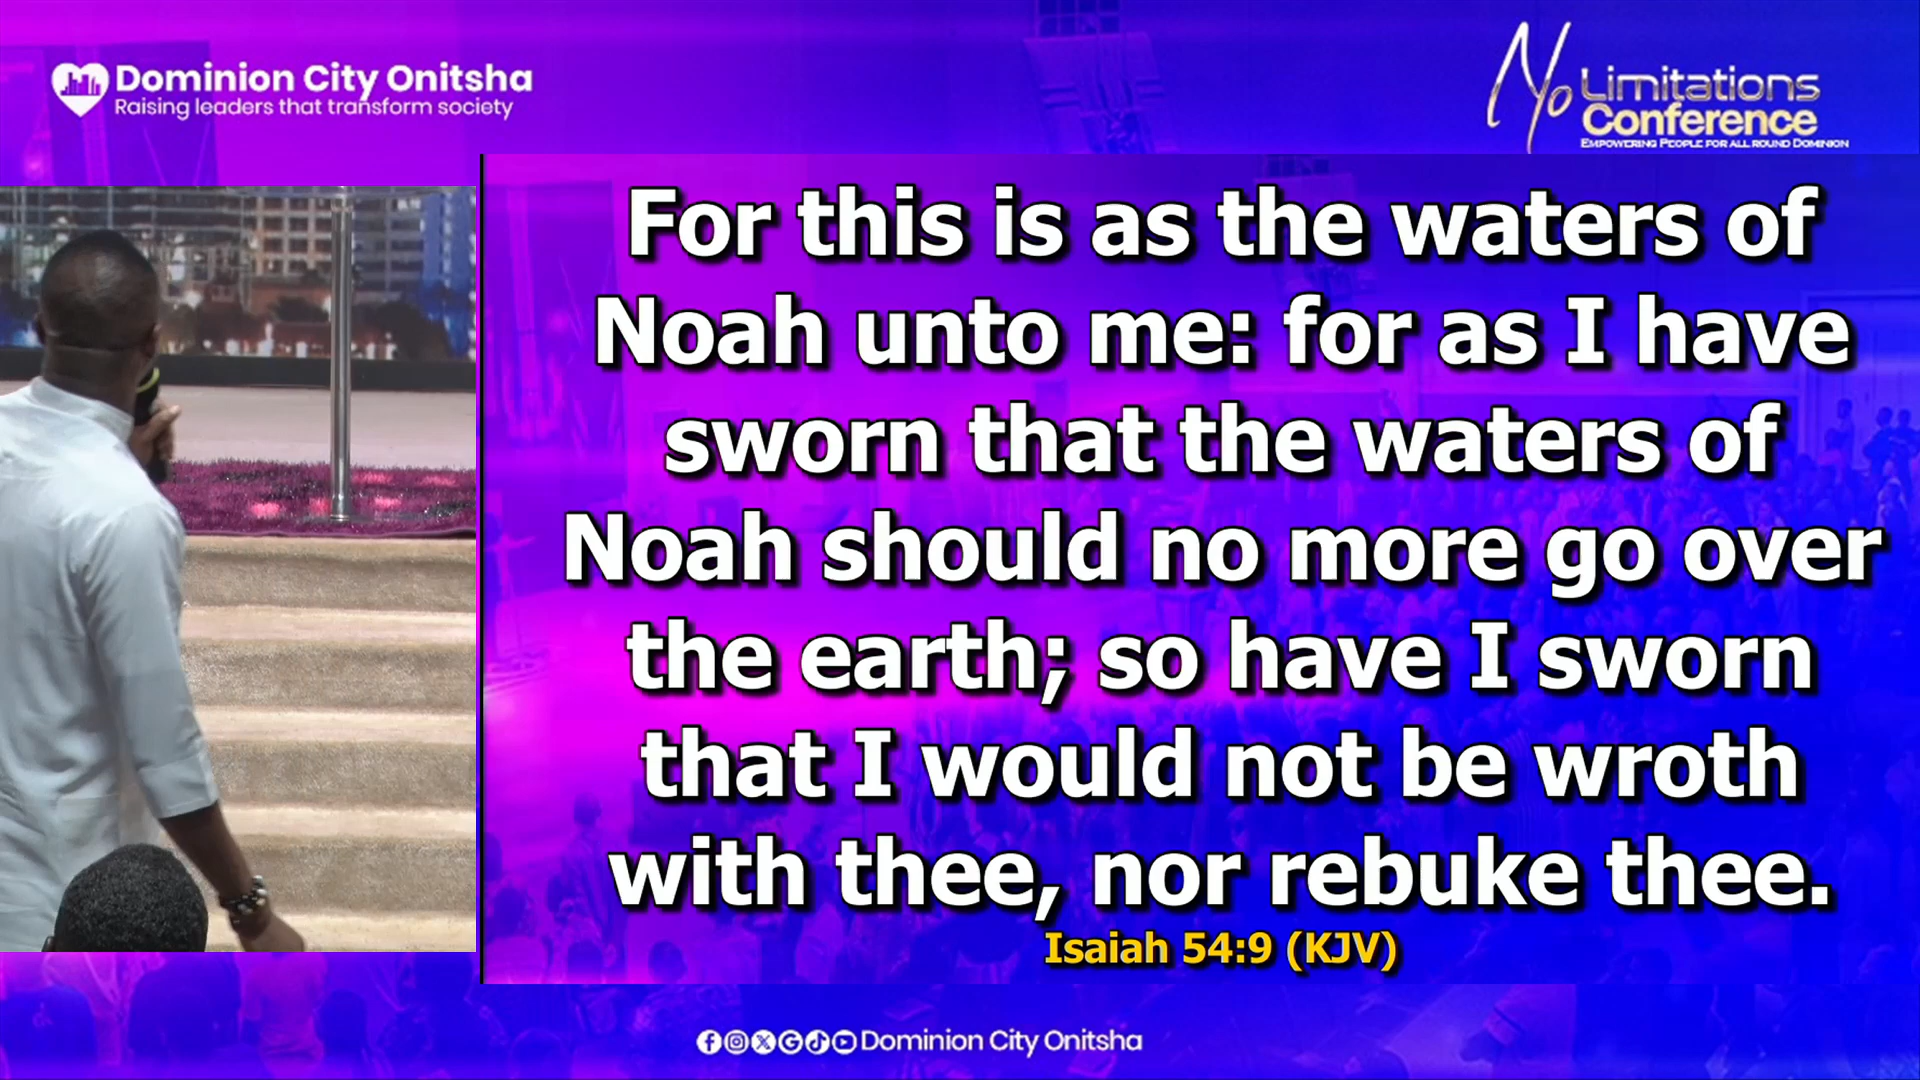 Dominion City Onitsha
Raising leaders that transform society
No Limitations
Conference
EMPOWERING PEOPLE FOR ALL ROUND DOMINION
For this is as the waters of
Noah unto me: for as I have
sworn that the waters of
Noah should no more go over
the earth; so have I sworn
that I would not be wroth
with thee, nor rebuke thee.
Isaiah 54:9 (KJV)
Dominion City Onitsha